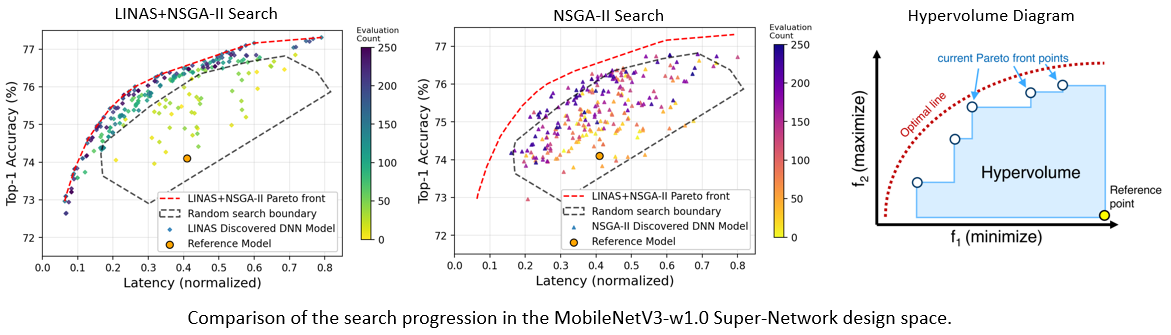 LINAS+NSGA-II Search
Evaluation
Count
Top-1 Accuracy (%)
77
76
75
74
73
72
0.0 0.1 0.2 0.3 0.4 0.5 0.6 0.7 0.8
Latency (normalized)
LINAS+NSGA-II Pareto front
Random search boundary
LINAS Discovered DNN Model
Reference Model
250
200
150
100
50
0
NSGA-II Search
Evaluation
Count
Top-1 Accuracy (%)
77
76
75
74
73
72
0.0 0.1 0.2 0.3 0.4 0.5 0.6 0.7 0.8
Latency (normalized)
LINAS+NSGA-II Pareto front
Random search boundary
NSGA-II Discovered DNN Model
Reference Model
250
200
150
100
50
0
Hypervolume Diagram
current Pareto front points
Optimal line
f2 (maximize)
Hypervolume
Reference
point
f1 (minimize)
Comparison of the search progression in the MobileNetV3-w1.0 Super-Network design space.